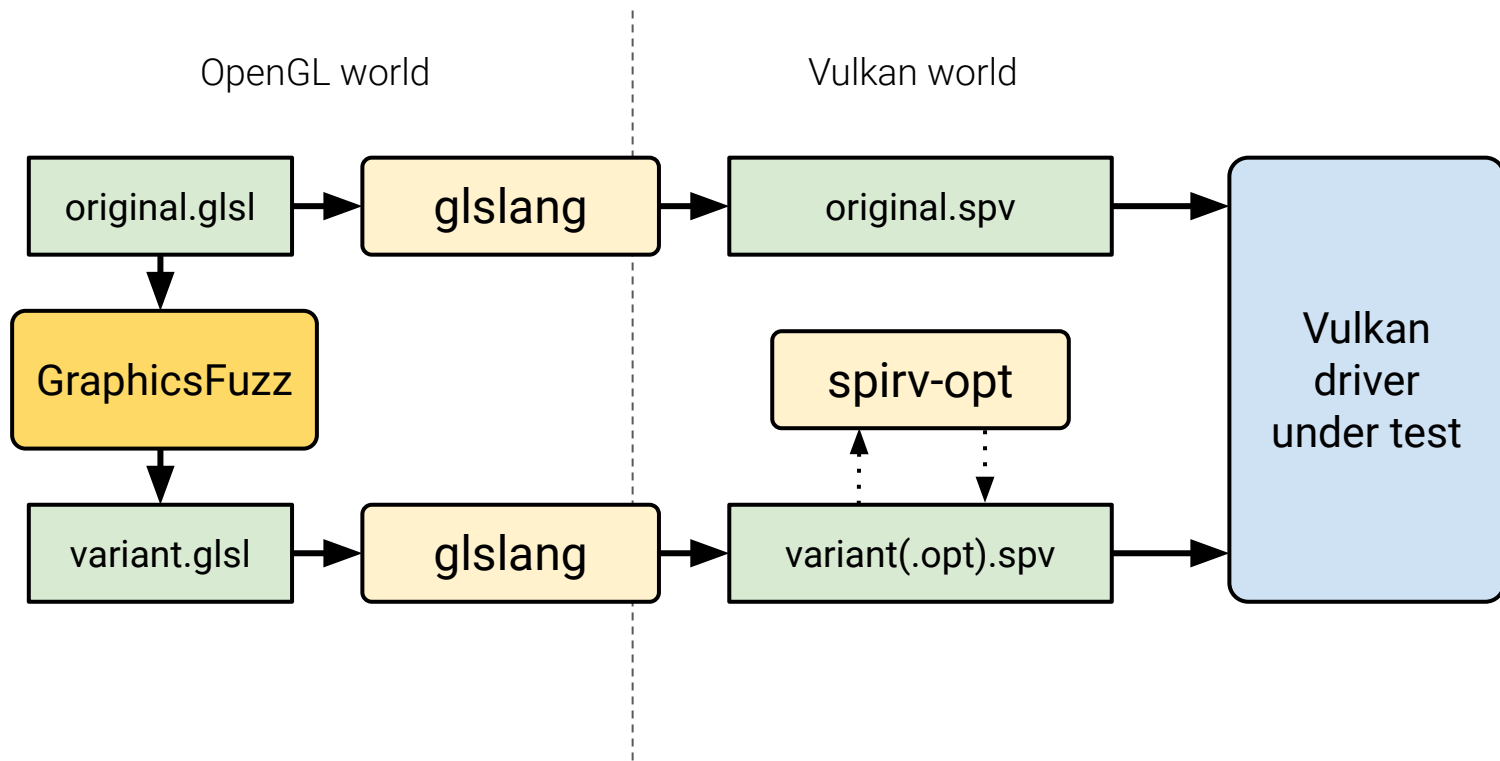 OpenGL world
Vulkan world
original.glsl
glslang
original.spv
GraphicsFuzz
spirv-opt
Vulkan
driver
under test
variant.glsl
glslang
variant(.opt).spv